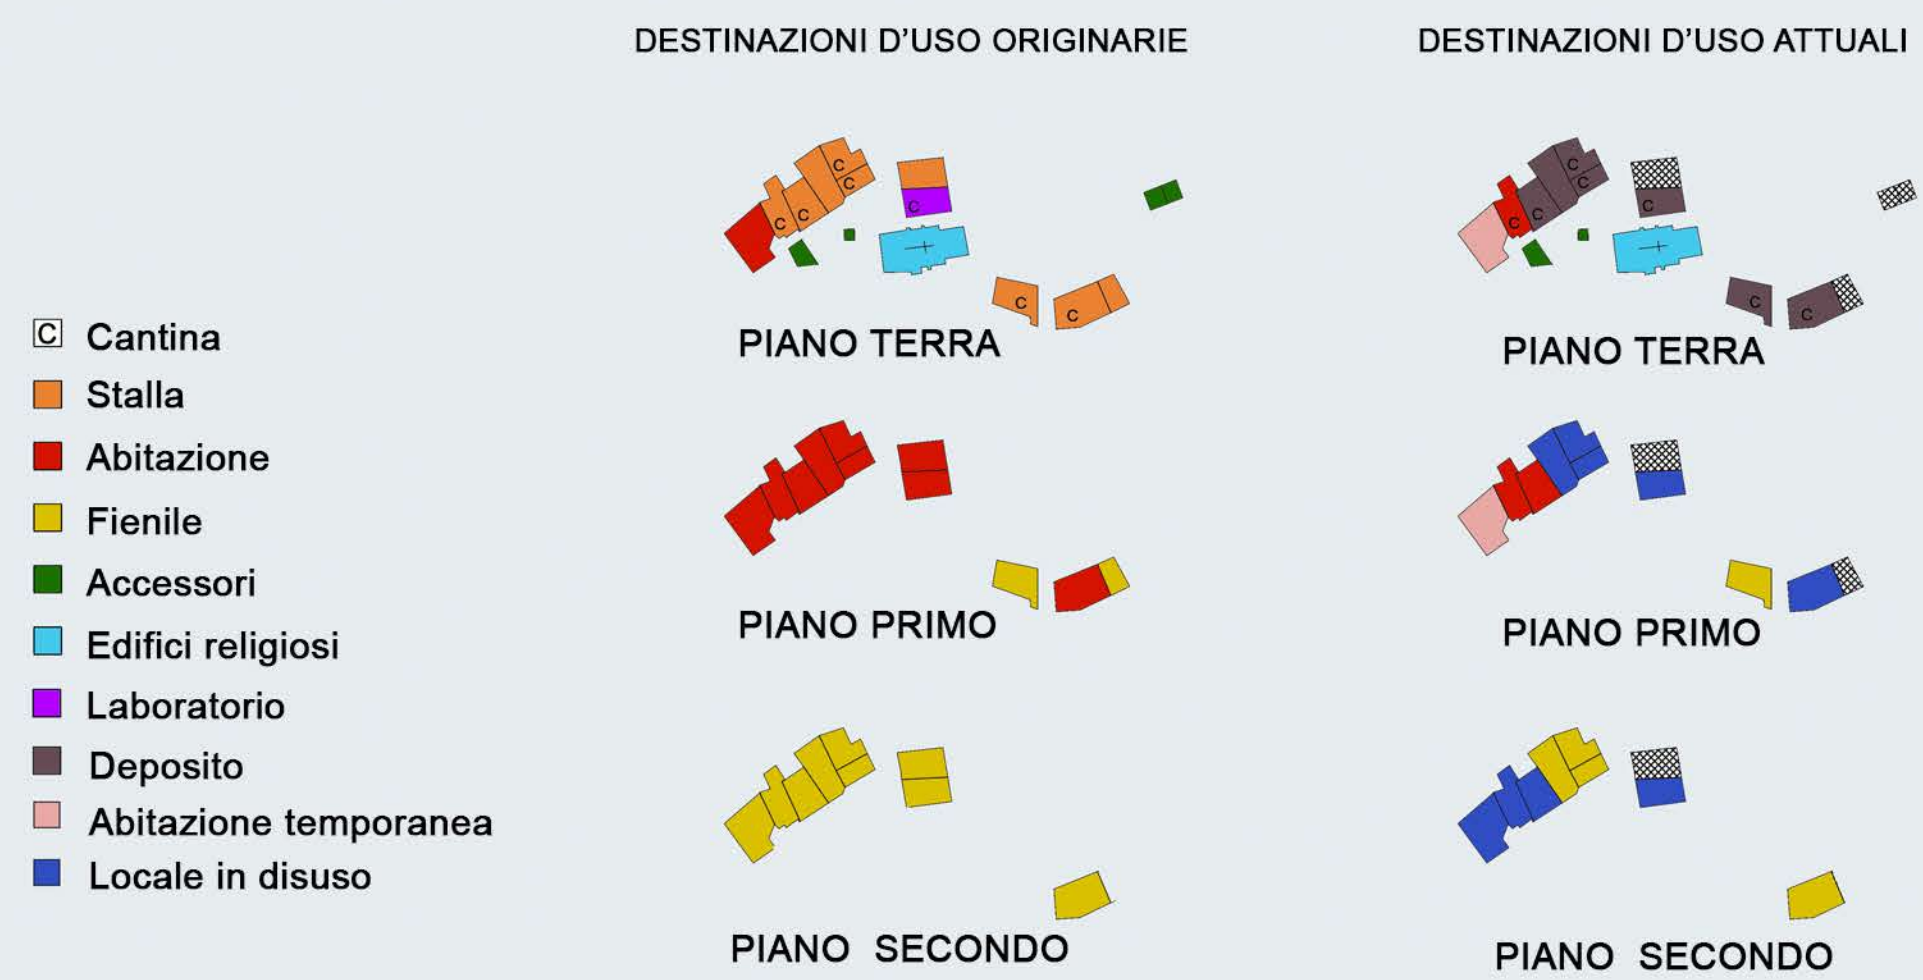 DESTINAZIONI D'USO ORIGINARIE
DESTINAZIONI D'USO ATTUALI
C
C
C
C
C
C
C
C
C
C
C
C
C
C
PIANO TERRA
PIANO TERRA
C Cantina
Stalla
Abitazione
Fienile
Accessori
Edifici religiosi
Laboratorio
Deposito
Abitazione temporanea
Locale in disuso
PIANO PRIMO
PIANO PRIMO
PIANO SECONDO
PIANO SECONDO